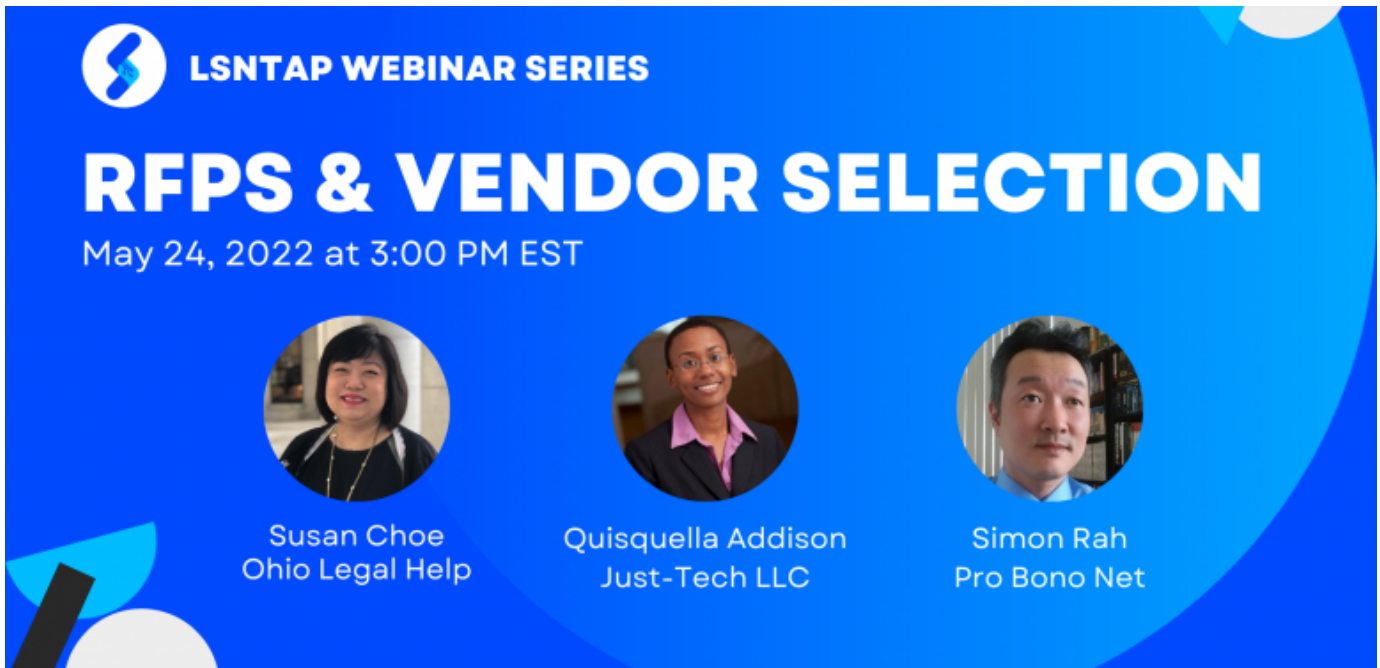 LSNTAP WEBINAR SERIES
RFPS & VENDOR SELECTION
May 24, 2022 at 3:00 PM EST
Susan Choe
Ohio Legal Help
Quisquella Addison
Just-Tech LLC
Simon Rah
Pro Bono Net